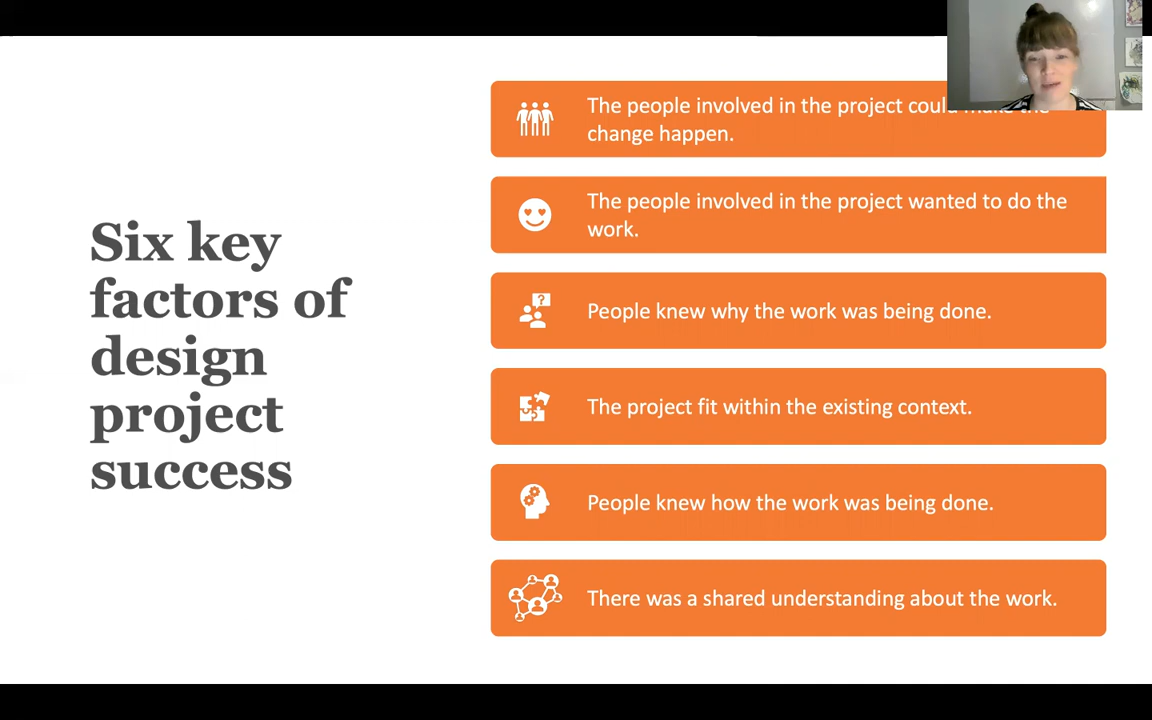 Six key
factors of
design
project
success
The people involved in the project could make the
change happen.
The people involved in the project wanted to do the
work.
People knew why the work was being done.
?
The project fit within the existing context.
People knew how the work was being done.
There was a shared understanding about the work.